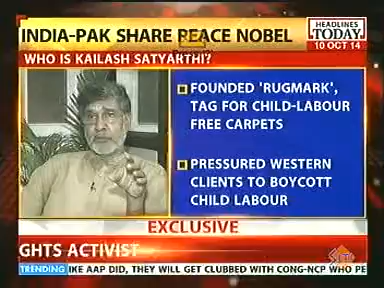 INDIA-PAK SHARE PEACE NOBEL
HEADLINES
TODAY
10 OCT 14
WHO IS KAILASH SATYARTHI?
FOUNDED 'RUGMARK',
TAG FOR CHILD-LABOUR
FREE CARPETS
PRESSURED WESTERN
CLIENTS TO BOYCOTT
CHILD LABOUR
EXCLUSIVE
GHTS ACTIVIST
TRENDING IKE AAP DID, THEY WILL GET CLUBBED WITH CONG-NCP WHO PE